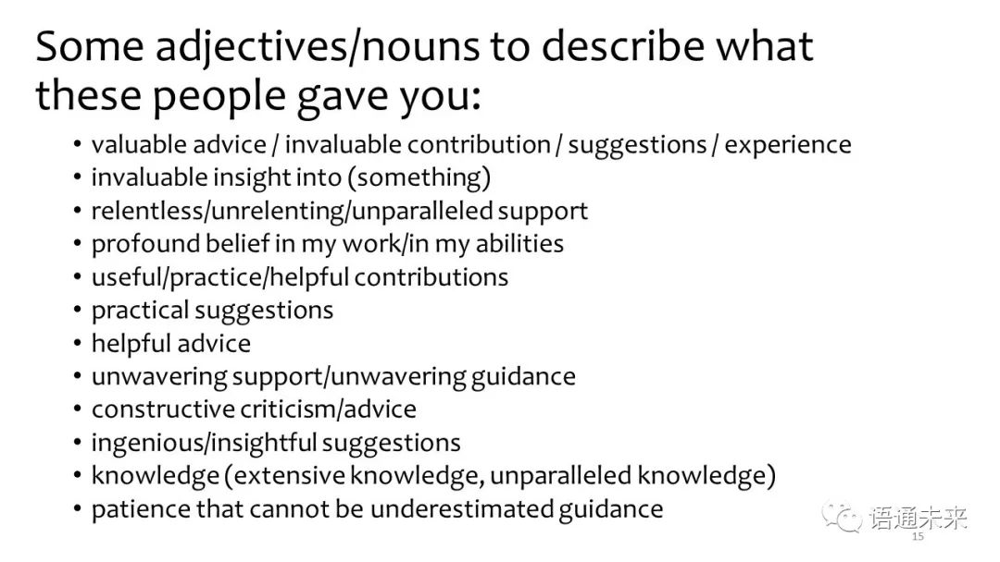 Some adjectives/nouns to describe what
these people gave you:
• valuable advice / invaluable contribution / suggestions / experience
• invaluable insight into (something)
• relentless/unrelenting/unparalleled support
• profound belief in my work/in my abilities
• useful/practice/helpful contributions
• practical suggestions
• helpful advice
• unwavering support/unwavering guidance
• constructive criticism/advice
• ingenious/insightful suggestions
• knowledge (extensive knowledge, unparalleled knowledge)
• patience that cannot be underestimated guidance
语通未来
15